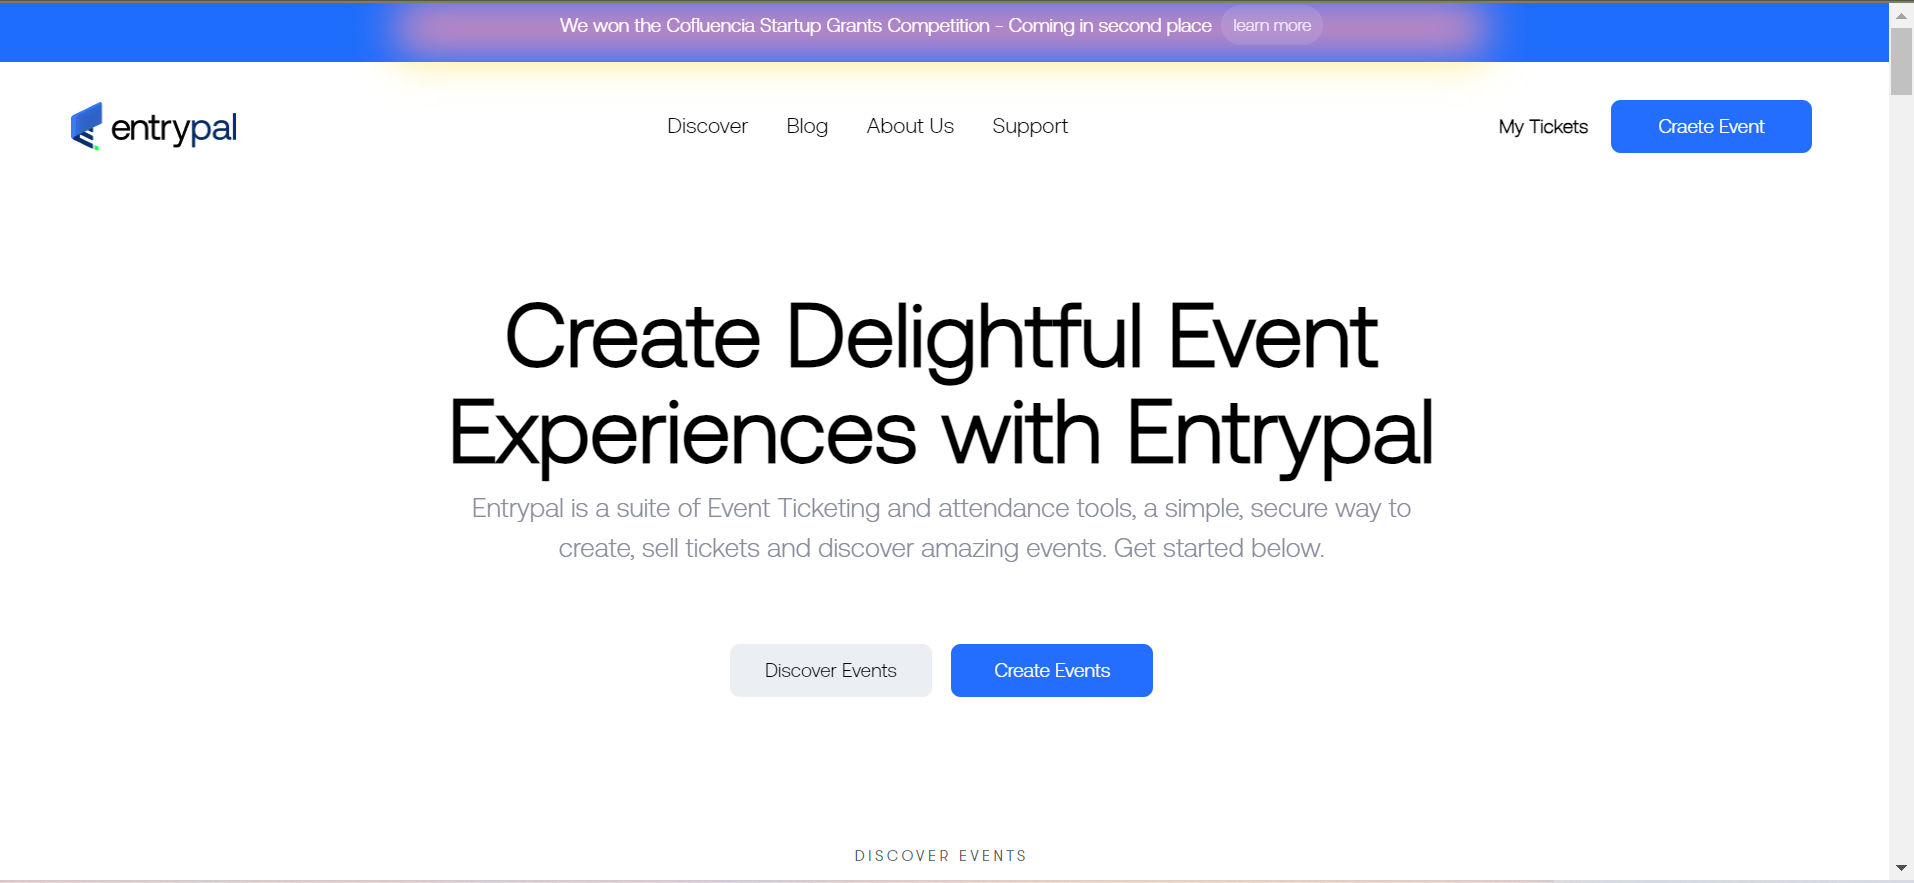 We won the Cofluencia Startup Grants Competition - Coming in second place learn more
entrypal
Discover Blog About Us Support
My Tickets Craete Event
Create Delightful Event
Experiences with Entrypal
Entrypal is a suite of Event Ticketing and attendance tools, a simple, secure way to
create, sell tickets and discover amazing events. Get started below.
Discover Events Create Events
DISCOVER EVENTS